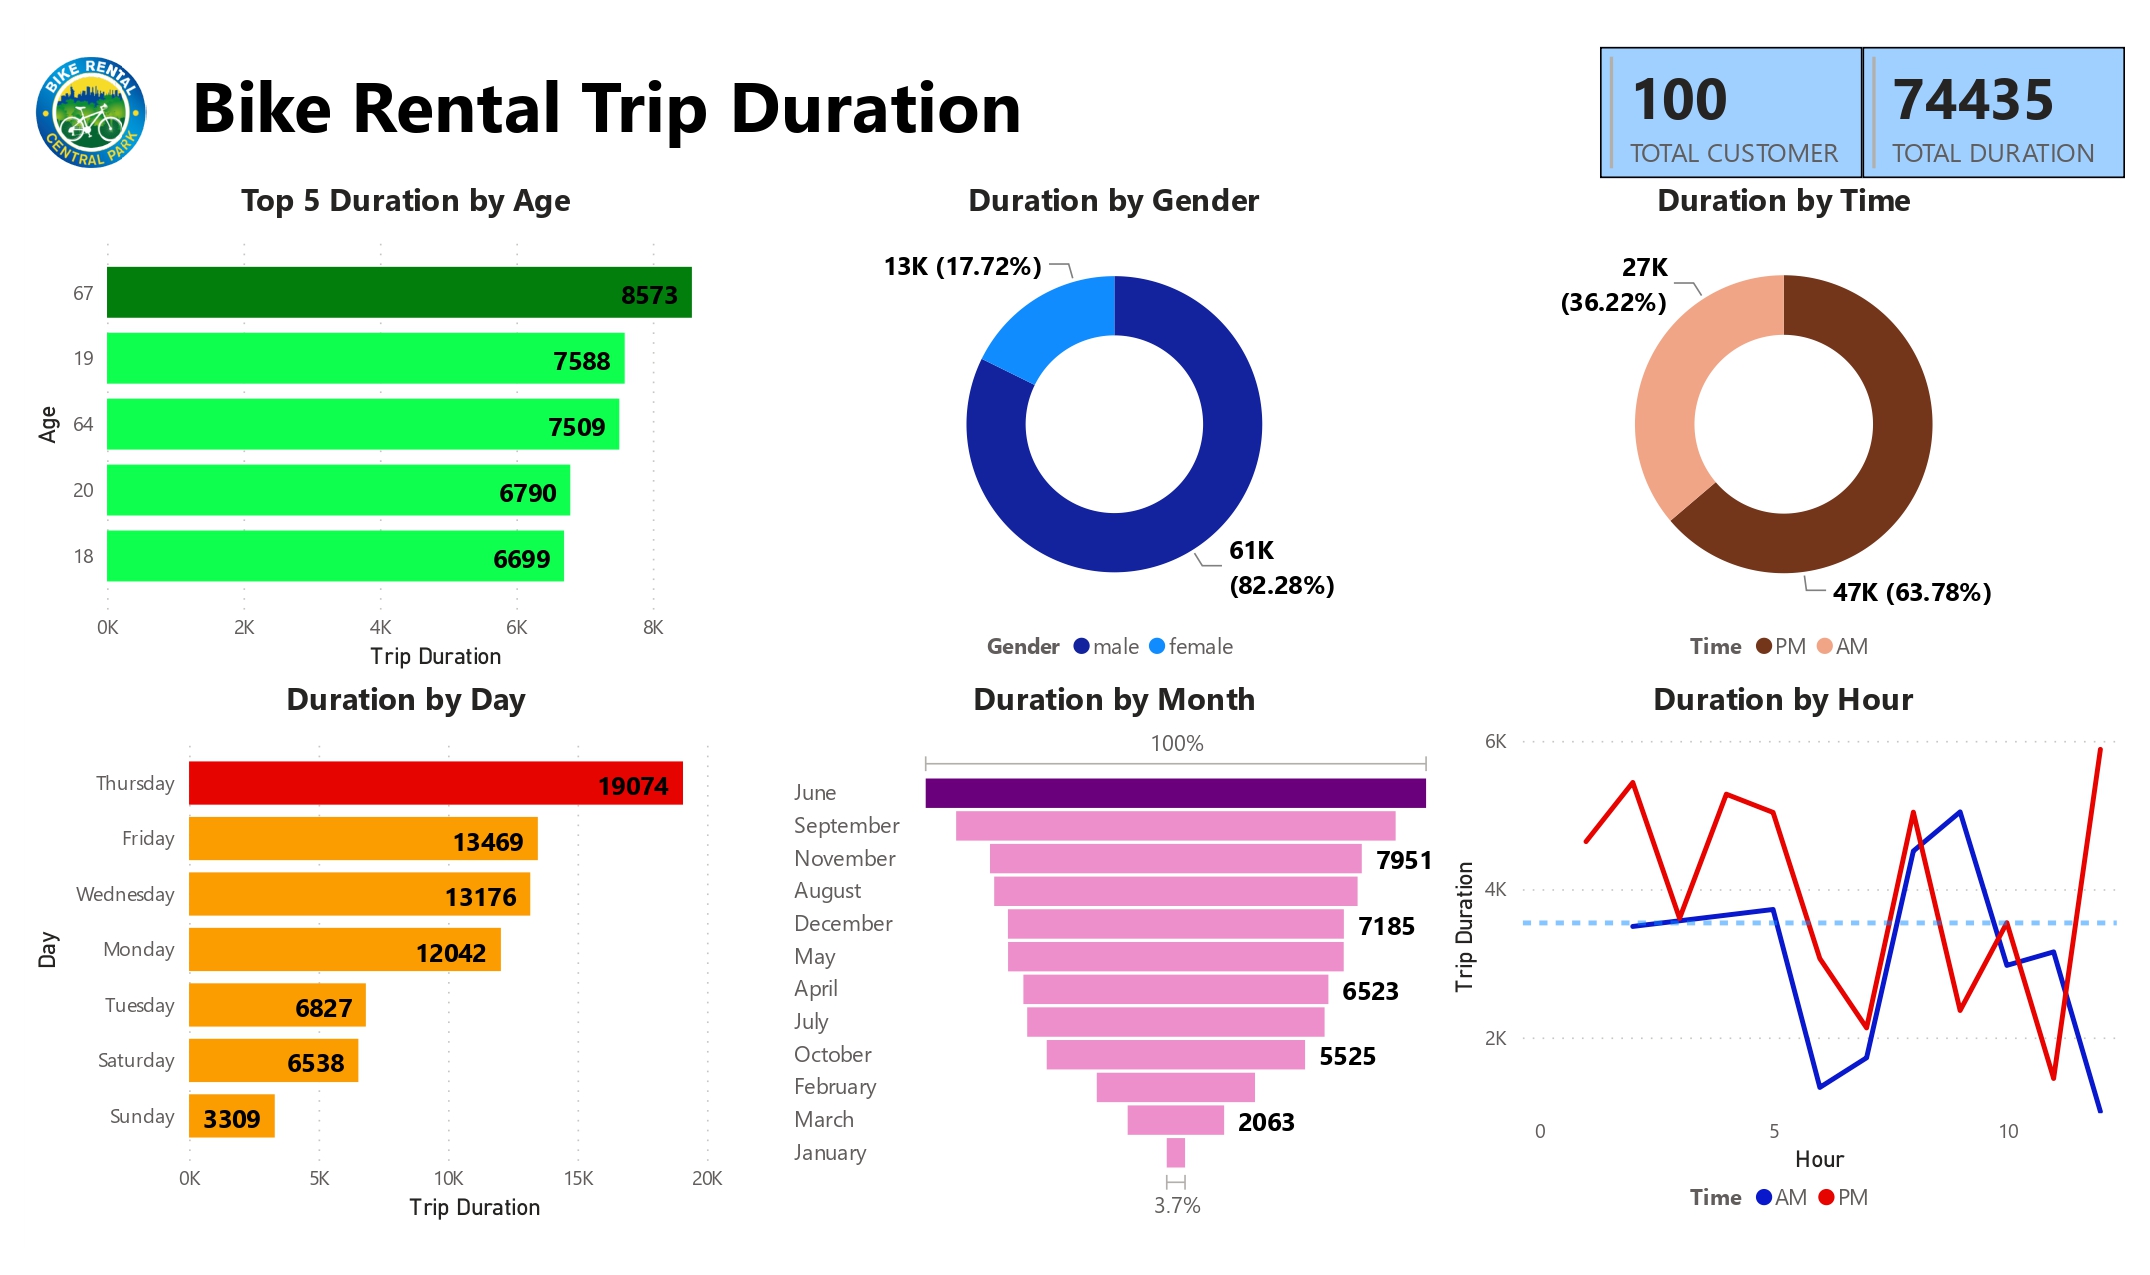 BIKE RENTAL
CENTRAL PARK
Bike Rental Trip Duration
100
TOTAL CUSTOMER
74435
TOTAL DURATION
Top 5 Duration by Age
Age
67
8573
19
7588
64
7509
20
6790
18
6699
0K 2K 4K 6K 8K
Trip Duration
Duration by Gender
13K (17.72%)
61K
(82.28%)
Gender male female
Duration by Time
27K
(36.22%)
47K (63.78%)
Time PM AM
Duration by Day
Day
Thursday 19074
Friday 13469
Wednesday 13176
Monday 12042
Tuesday 6827
Saturday 6538
Sunday 3309
0K 5K 10K 15K 20K
Trip Duration
Duration by Month
100%
June
September
November 7951
August
December 7185
May
April 6523
July
October 5525
February
March 2063
January
3.7%
Duration by Hour
Trip Duration
6K
4K
2K
0 5 10
Hour
Time AM PM